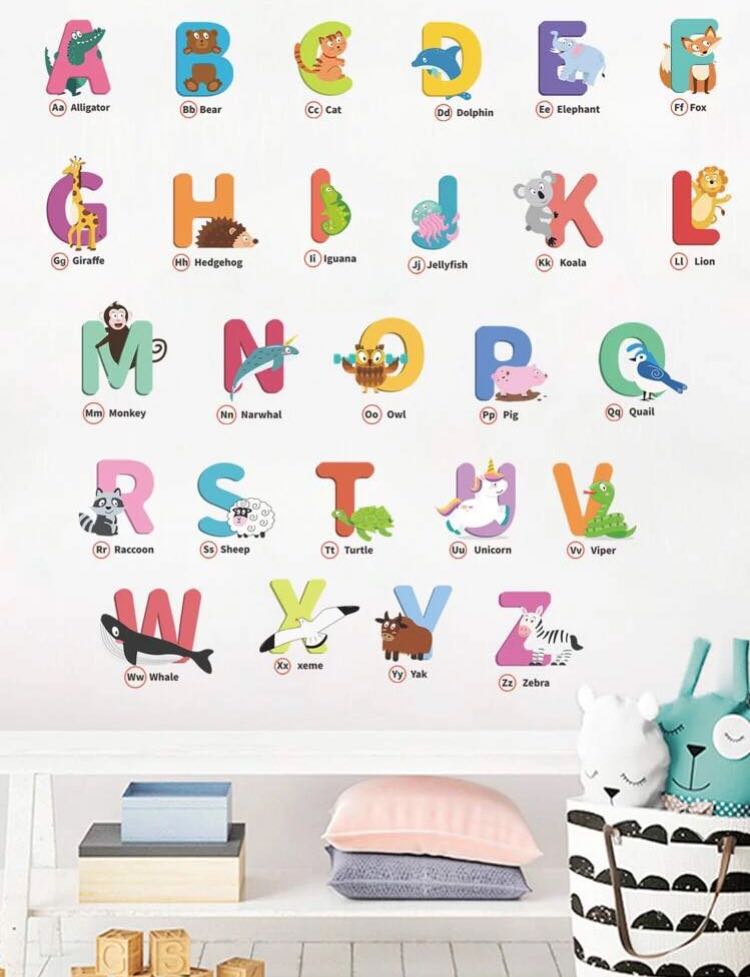 Aa Alligator
Bb Bear
Cc Cat
Dd Dolphin
Ee Elephant
Ff Fox
Gg Giraffe
Hh Hedgehog
Ii Iguana
Jj Jellyfish
Kk Koala
Ll Lion
Mm Monkey
Nn Narwhal
Oo Owl
Pp Pig
Qq Quail
Rr Raccoon
Ss Sheep
Tt Turtle
Uu Unicorn
Vv Viper
Ww Whale
Xx xeme
Yy Yak
Zz Zebra